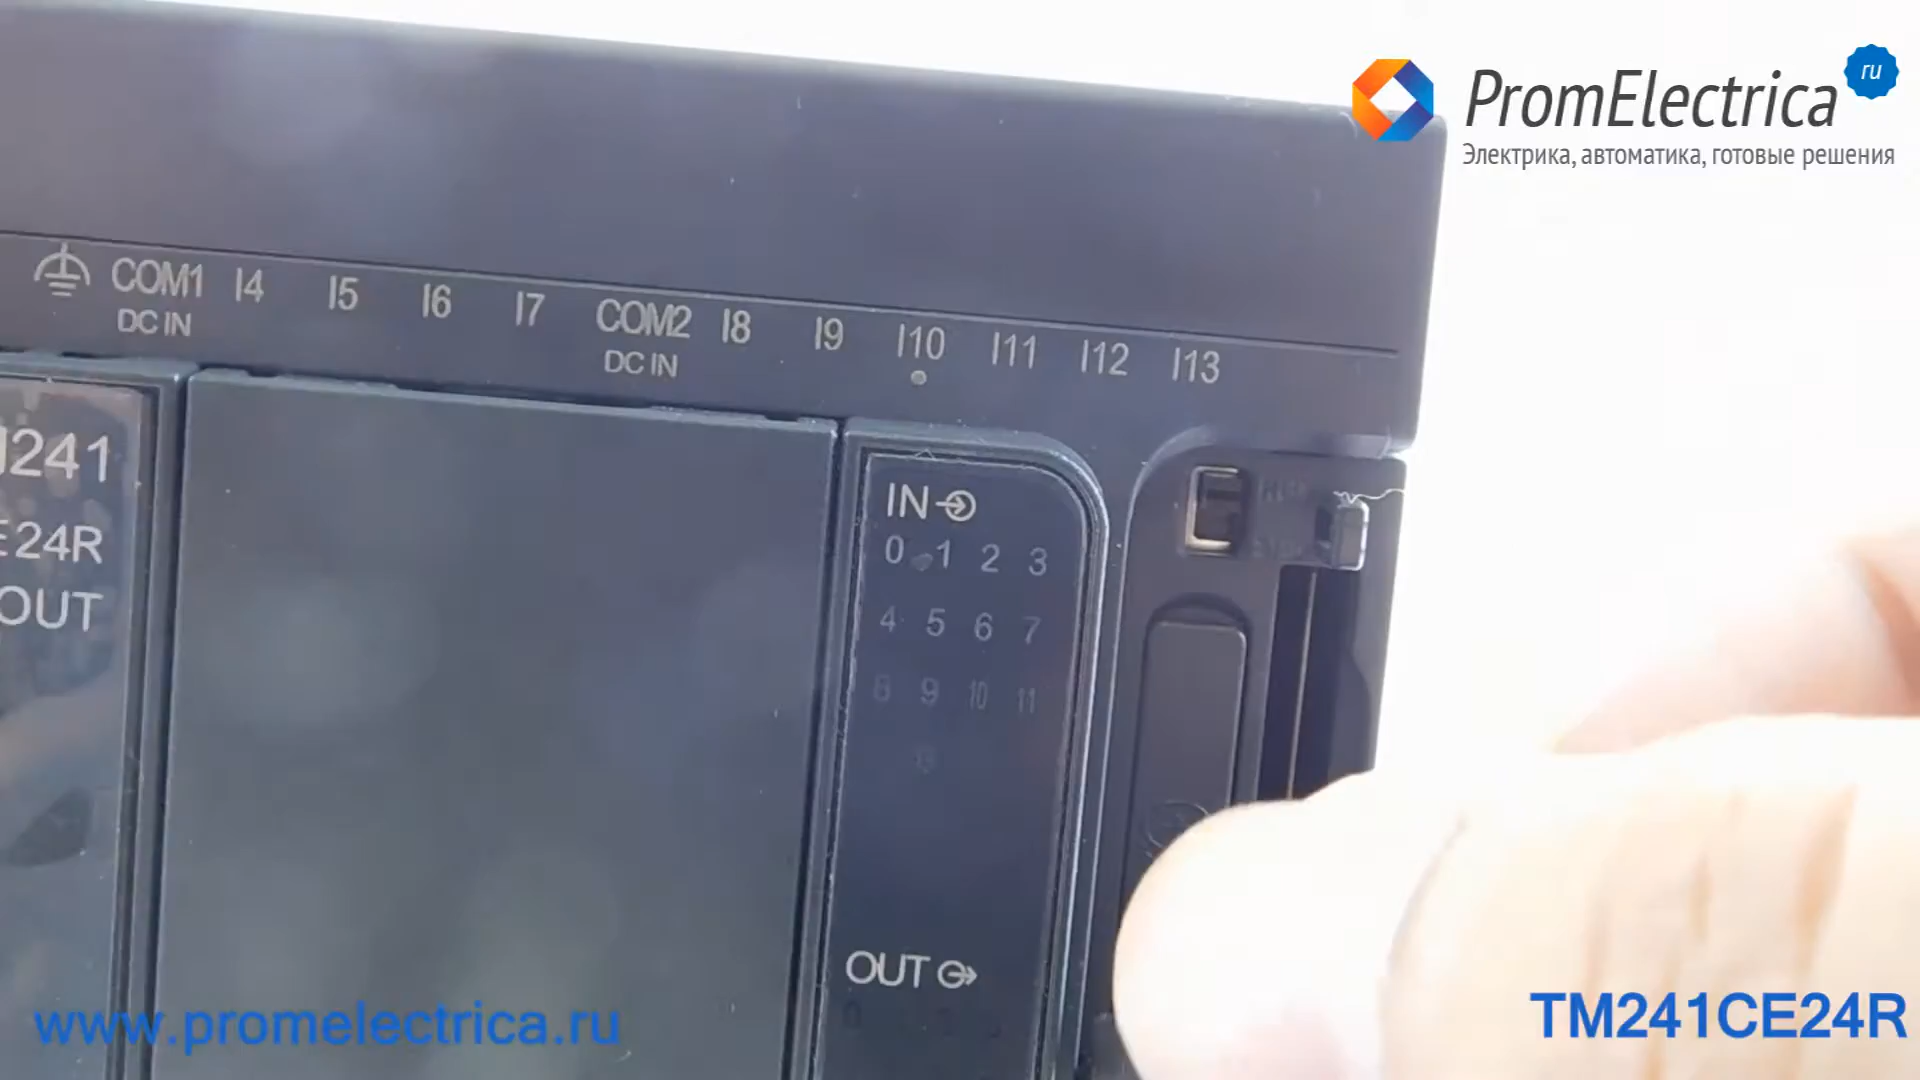 PromElectrica ru
Электрика, автоматика, готовые решения
COM1 I4 I5 I6 I7 COM2 I8 I9 I10 I11 I12 I13
DC IN DC IN
241
24R
OUT
IN
0 1 2 3
4 5 6 7
8 9 10 11
OUT
0
www.promelectrica.ru
TM241CE24R